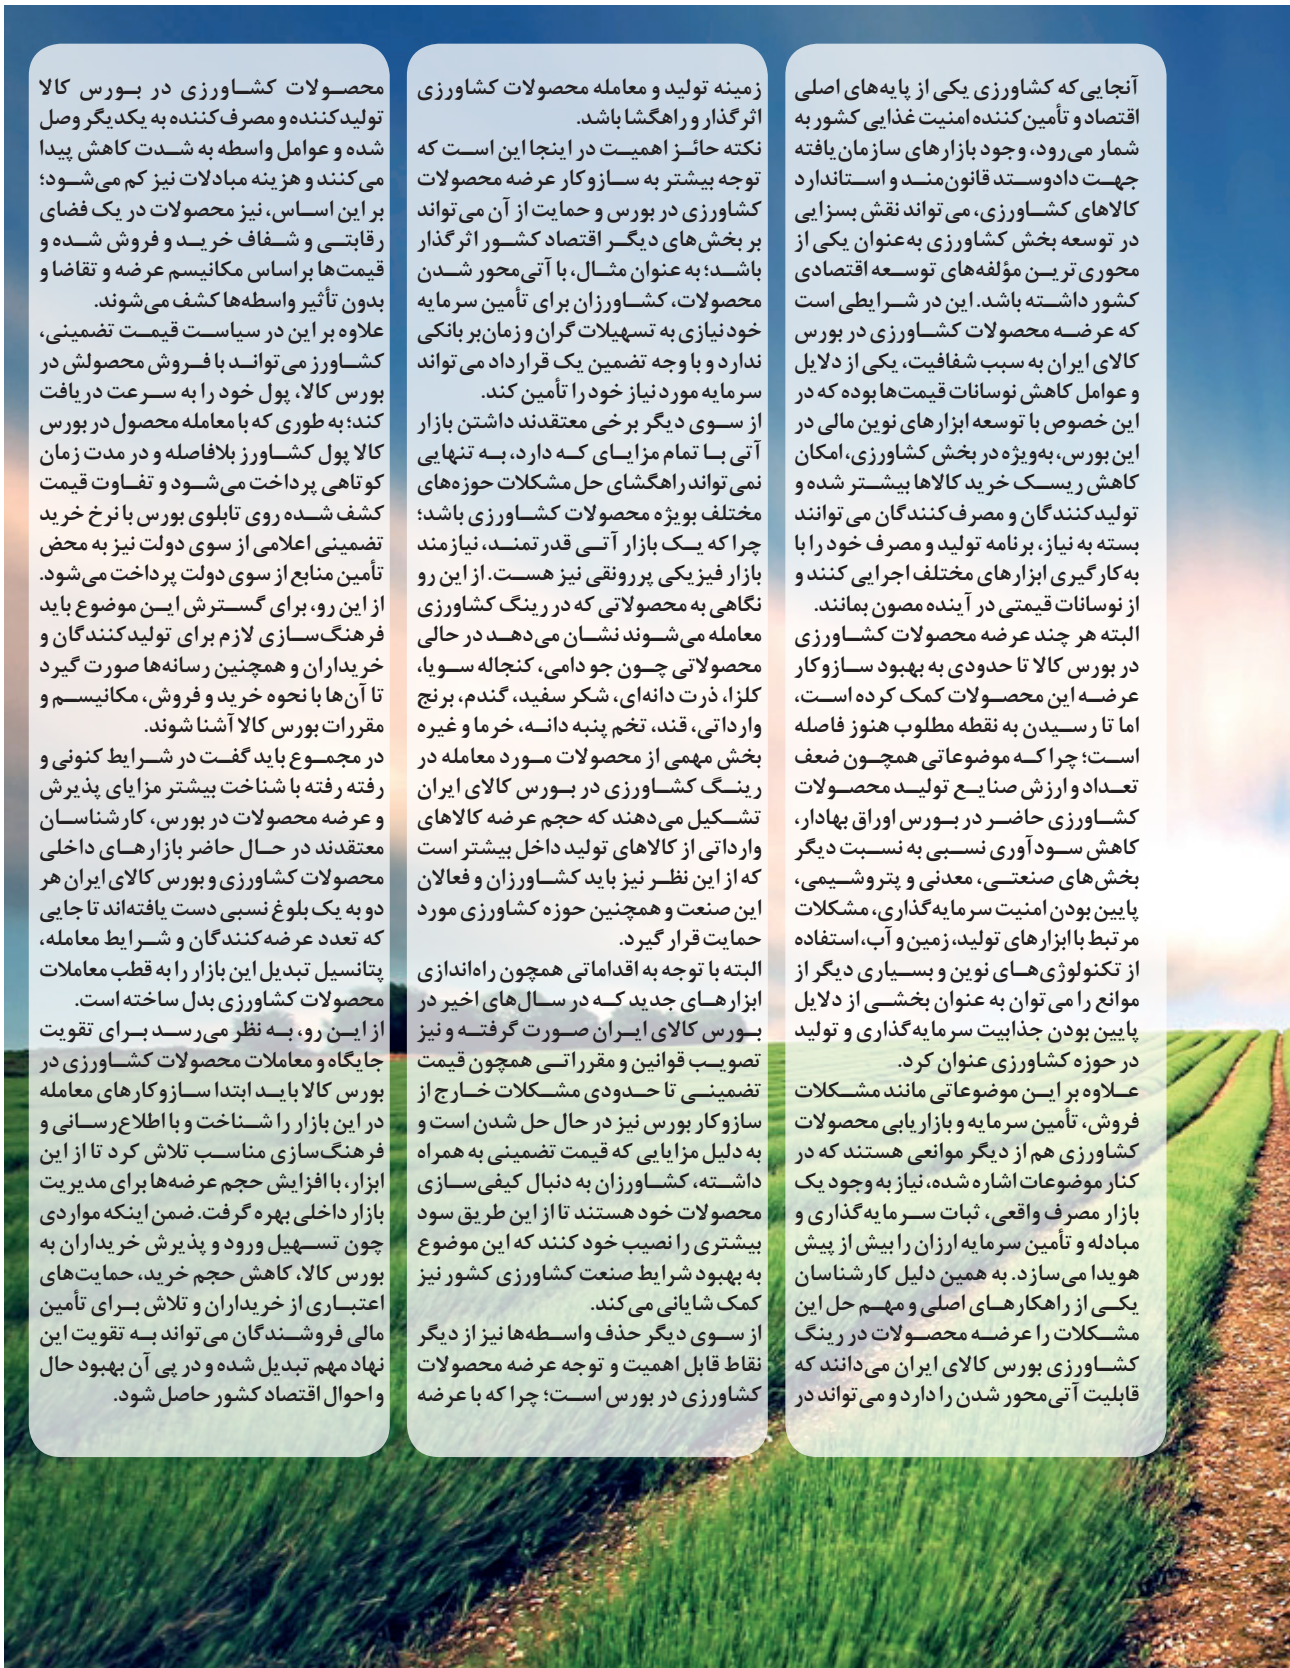 آنجایی‌که کشاورزی یکی از پایه‌های اصلی
اقتصاد و تأمین‌کننده امنیت غذایی کشور به
شمار می‌رود، وجود بازارهای سازمان‌یافته
جهت دادوستد قانون‌مند و استاندارد
کالاهای کشاورزی، می‌تواند نقش بسزایی
در توسعه بخش کشاورزی به‌عنوان یکی از
محوری‌ترین مؤلفه‌های توسعه اقتصادی
کشور داشته باشد. این در شرایطی است
که عرضه محصولات کشاورزی در بورس
کالای ایران به سبب شفافیت، یکی از دلایل
و عوامل کاهش نوسانات قیمت‌ها بوده که در
این خصوص با توسعه ابزارهای نوین مالی در
این بورس، به‌ویژه در بخش کشاورزی، امکان
کاهش ریسک خرید کالاها بیشتر شده و
تولیدکنندگان و مصرف‌کنندگان می‌توانند
بسته به نیاز، برنامه تولید و مصرف خود را با
به‌کارگیری ابزارهای مختلف اجرایی کنند و
از نوسانات قیمتی در آینده مصون بمانند.
البته هر چند عرضه محصولات کشاورزی
در بورس کالا تا حدودی به بهبود سازوکار
عرضه این محصولات کمک کرده است،
اما تا رسیدن به نقطه مطلوب هنوز فاصله
است؛ چرا که موضوعاتی همچون ضعف
تعداد و ارزش صنایع تولید محصولات
کشاورزی حاضر در بورس اوراق بهادار،
کاهش سودآوری نسبی به نسبت دیگر
بخش‌های صنعتی، معدنی و پتروشیمی،
پایین بودن امنیت سرمایه‌گذاری، مشکلات
مرتبط با ابزارهای تولید، زمین و آب، استفاده
از تکنولوژی‌های نوین و بسیاری دیگر از
موانع را می‌توان به عنوان بخشی از دلایل
پایین بودن جذابیت سرمایه‌گذاری و تولید
در حوزه کشاورزی عنوان کرد.
علاوه بر این موضوعاتی مانند مشکلات
فروش، تأمین سرمایه و بازاریابی محصولات
کشاورزی هم از دیگر موانعی هستند که در
کنار موضوعات اشاره شده، نیاز به وجود یک
بازار مصرف واقعی، ثبات سرمایه‌گذاری و
مبادله و تأمین سرمایه ارزان را بیش از پیش
هویدا می‌سازد. به همین دلیل کارشناسان
یکی از راهکارهای اصلی و مهم حل این
مشکلات را عرضه محصولات در رینگ
کشاورزی بورس کالای ایران می‌دانند که
قابلیت آتی‌محور شدن را دارد و می‌تواند در
زمینه تولید و معامله محصولات کشاورزی
اثرگذار و راهگشا باشد.
نکته حائز اهمیت در اینجا این است که
توجه بیشتر به سازوکار عرضه محصولات
کشاورزی در بورس و حمایت از آن می‌تواند
بر بخش‌های دیگر اقتصاد کشور اثرگذار
باشد؛ به عنوان مثال، با آتی‌محور شدن
محصولات، کشاورزان برای تأمین سرمایه
خود نیازی به تسهیلات گران و زمان‌بر بانکی
ندارد و با وجه تضمین یک قرارداد می‌تواند
سرمایه مورد نیاز خود را تأمین کند.
از سوی دیگر برخی معتقدند داشتن بازار
آتی با تمام مزایای که دارد، به تنهایی
نمی‌تواند راهگشای حل مشکلات حوزه‌های
مختلف بویژه محصولات کشاورزی باشد؛
چرا که یک بازار آتی قدرتمند، نیازمند
بازار فیزیکی پررونقی نیز هست. از این رو
نگاهی به محصولاتی که در رینگ کشاورزی
معامله می‌شوند نشان می‌دهد در حالی
محصولاتی چون جو دامی، کنجاله سویا،
کلزا، ذرت دانه‌ای، شکر سفید، گندم، برنج
وارداتی، قند، تخم پنبه دانه، خرما و غیره
بخش مهمی از محصولات مورد معامله در
رینگ کشاورزی در بورس کالای ایران
تشکیل می‌دهند که حجم عرضه کالاهای
وارداتی از کالاهای تولید داخل بیشتر است
که از این نظر نیز باید کشاورزان و فعالان
این صنعت و همچنین حوزه کشاورزی مورد
حمایت قرار گیرد.
البته با توجه به اقداماتی همچون راه‌اندازی
ابزارهای جدید که در سال‌های اخیر در
بورس کالای ایران صورت گرفته و نیز
تصویب قوانین و مقرراتی همچون قیمت
تضمینی تا حدودی مشکلات خارج از
سازوکار بورس نیز در حال حل شدن است و
به دلیل مزایایی که قیمت تضمینی به همراه
داشته، کشاورزان به دنبال کیفی‌سازی
محصولات خود هستند تا از این طریق سود
بیشتری را نصیب خود کنند که این موضوع
به بهبود شرایط صنعت کشاورزی کشور نیز
کمک شایانی می‌کند.
از سوی دیگر حذف واسطه‌ها نیز از دیگر
نقاط قابل اهمیت و توجه عرضه محصولات
کشاورزی در بورس است؛ چرا که با عرضه
محصولات کشاورزی در بورس کالا
تولیدکننده و مصرف‌کننده به یکدیگر وصل
شده و عوامل واسطه به شدت کاهش پیدا
می‌کنند و هزینه مبادلات نیز کم می‌شود؛
بر این اساس، نیز محصولات در یک فضای
رقابتی و شفاف خرید و فروش شده و
قیمت‌ها براساس مکانیسم عرضه و تقاضا و
بدون تأثیر واسطه‌ها کشف می‌شوند.
علاوه بر این در سیاست قیمت تضمینی،
کشاورز می‌تواند با فروش محصولش در
بورس کالا، پول خود را به سرعت دریافت
کند؛ به طوری که با معامله محصول در بورس
کالا پول کشاورز بلافاصله و در مدت زمان
کوتاهی پرداخت می‌شود و تفاوت قیمت
کشف شده روی تابلوی بورس با نرخ خرید
تضمینی اعلامی از سوی دولت نیز به محض
تأمین منابع از سوی دولت پرداخت می‌شود.
از این رو، برای گسترش این موضوع باید
فرهنگ‌سازی لازم برای تولیدکنندگان و
خریداران و همچنین رسانه‌ها صورت گیرد
تا آن‌ها با نحوه خرید و فروش، مکانیسم و
مقررات بورس کالا آشنا شوند.
در مجموع باید گفت در شرایط کنونی و
رفته رفته با شناخت بیشتر مزایای پذیرش
و عرضه محصولات در بورس، کارشناسان
معتقدند در حال حاضر بازارهای داخلی
محصولات کشاورزی و بورس کالای ایران هر
دو به یک بلوغ نسبی دست یافته‌اند تا جایی
که تعدد عرضه‌کنندگان و شرایط معامله،
پتانسیل تبدیل این بازار را به قطب معاملات
محصولات کشاورزی بدل ساخته است.
از این رو، به نظر می‌رسد برای تقویت
جایگاه و معاملات محصولات کشاورزی در
بورس کالا باید ابتدا سازوکارهای معامله
در این بازار را شناخت و با اطلاع‌رسانی و
فرهنگ‌سازی مناسب تلاش کرد تا از این
ابزار، با افزایش حجم عرضه‌ها برای مدیریت
بازار داخلی بهره گرفت. ضمن اینکه مواردی
چون تسهیل ورود و پذیرش خریداران به
بورس کالا، کاهش حجم خرید، حمایت‌های
اعتباری از خریداران و تلاش برای تأمین
مالی فروشندگان می‌تواند به تقویت این
نهاد مهم تبدیل شده و در پی آن بهبود حال
و احوال اقتصاد کشور حاصل شود.